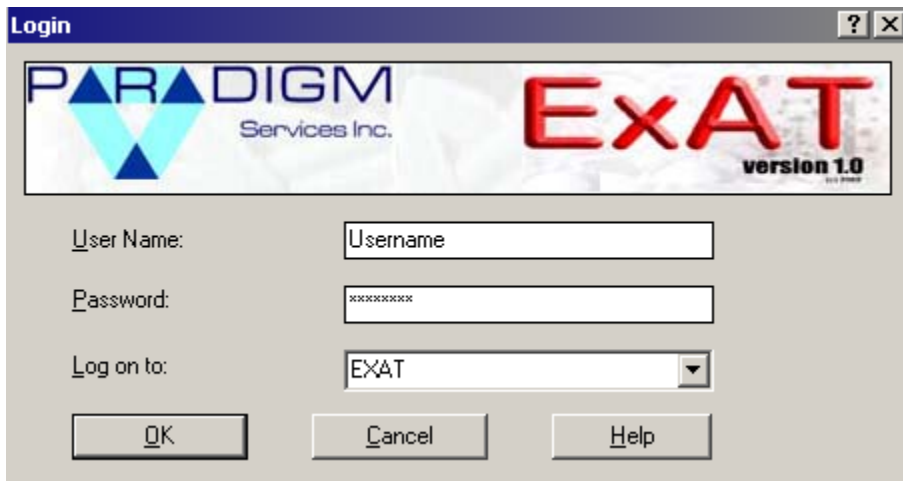 Login
PARADIGM
Services Inc.
ExAT
version 1.0
User Name:
Username
Password:
********
Log on to:
EXAT
OK
Cancel
Help